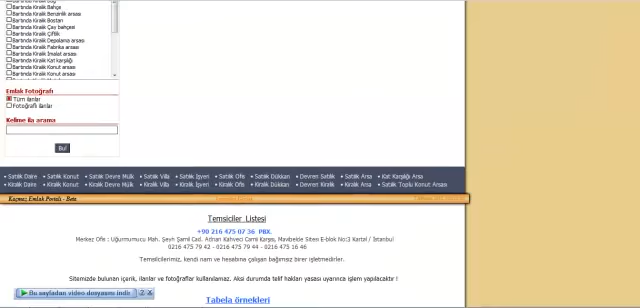 Bartında Kiralık Bahçe
Bartında Kiralık Benzinlik arsası
Bartında Kiralık Bostan
Bartında Kiralık Çay bahçesi
Bartında Kiralık Çiftlik
Bartında Kiralık Depolama arsası
Bartında Kiralık Fabrika arsası
Bartında Kiralık İmalat arsası
Bartında Kiralık Kat karşılığı
Bartında Kiralık Konut arsası
Bartında Kiralık Konut arsası
Emlak Fotoğrafı
Tüm ilanlar
Fotoğraflı ilanlar
Kelime ile arama
Bul
• Satılık Daire • Satılık Konut • Satılık Devre Mülk • Satılık Villa • Satılık İşyeri • Satılık Ofis • Satılık Dükkan • Devren Satılık • Satılık Arsa • Kat Karşılığı Arsa
• Kiralık Daire • Kiralık Konut • Kiralık Devre Mülk • Kiralık Villa • Kiralık İşyeri • Kiralık Ofis • Kiralık Dükkan • Devren Kiralık • Kiralık Arsa • Satılık Toplu Konut Arsası
Kaçmaz Emlak Portalı - Beta
Temsiciler Listesi
+90 216 475 07 36 PBX.
Merkez Ofis : Uğurmumcu Mah. Şeyh Şamil Cad. Adnan Kahveci Camii Karşısı, Mavibelde Sitesi E-blok No:3 Kartal / İstanbul
0216 475 79 42 - 0216 475 79 44 - 0216 475 16 46
Temsilcilerimiz, kendi nam ve hesabına çalışan bağımsız birer işletmedirler.
Sitemizde bulunan içerik, ilanlar ve fotoğraflar kullanılamaz. Aksi durumda telif hakları yasası uyarınca işlem yapılacaktır !
Bu sayfadan video dosyasını indir ? X
Tabela örnekleri